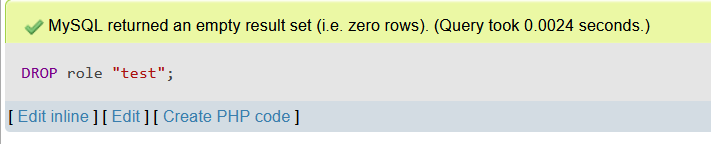 MySQL returned an empty result set (i.e. zero rows). (Query took 0.0024 seconds.)
DROP role "test";
[ Edit inline ] [ Edit ] [ Create PHP code ]